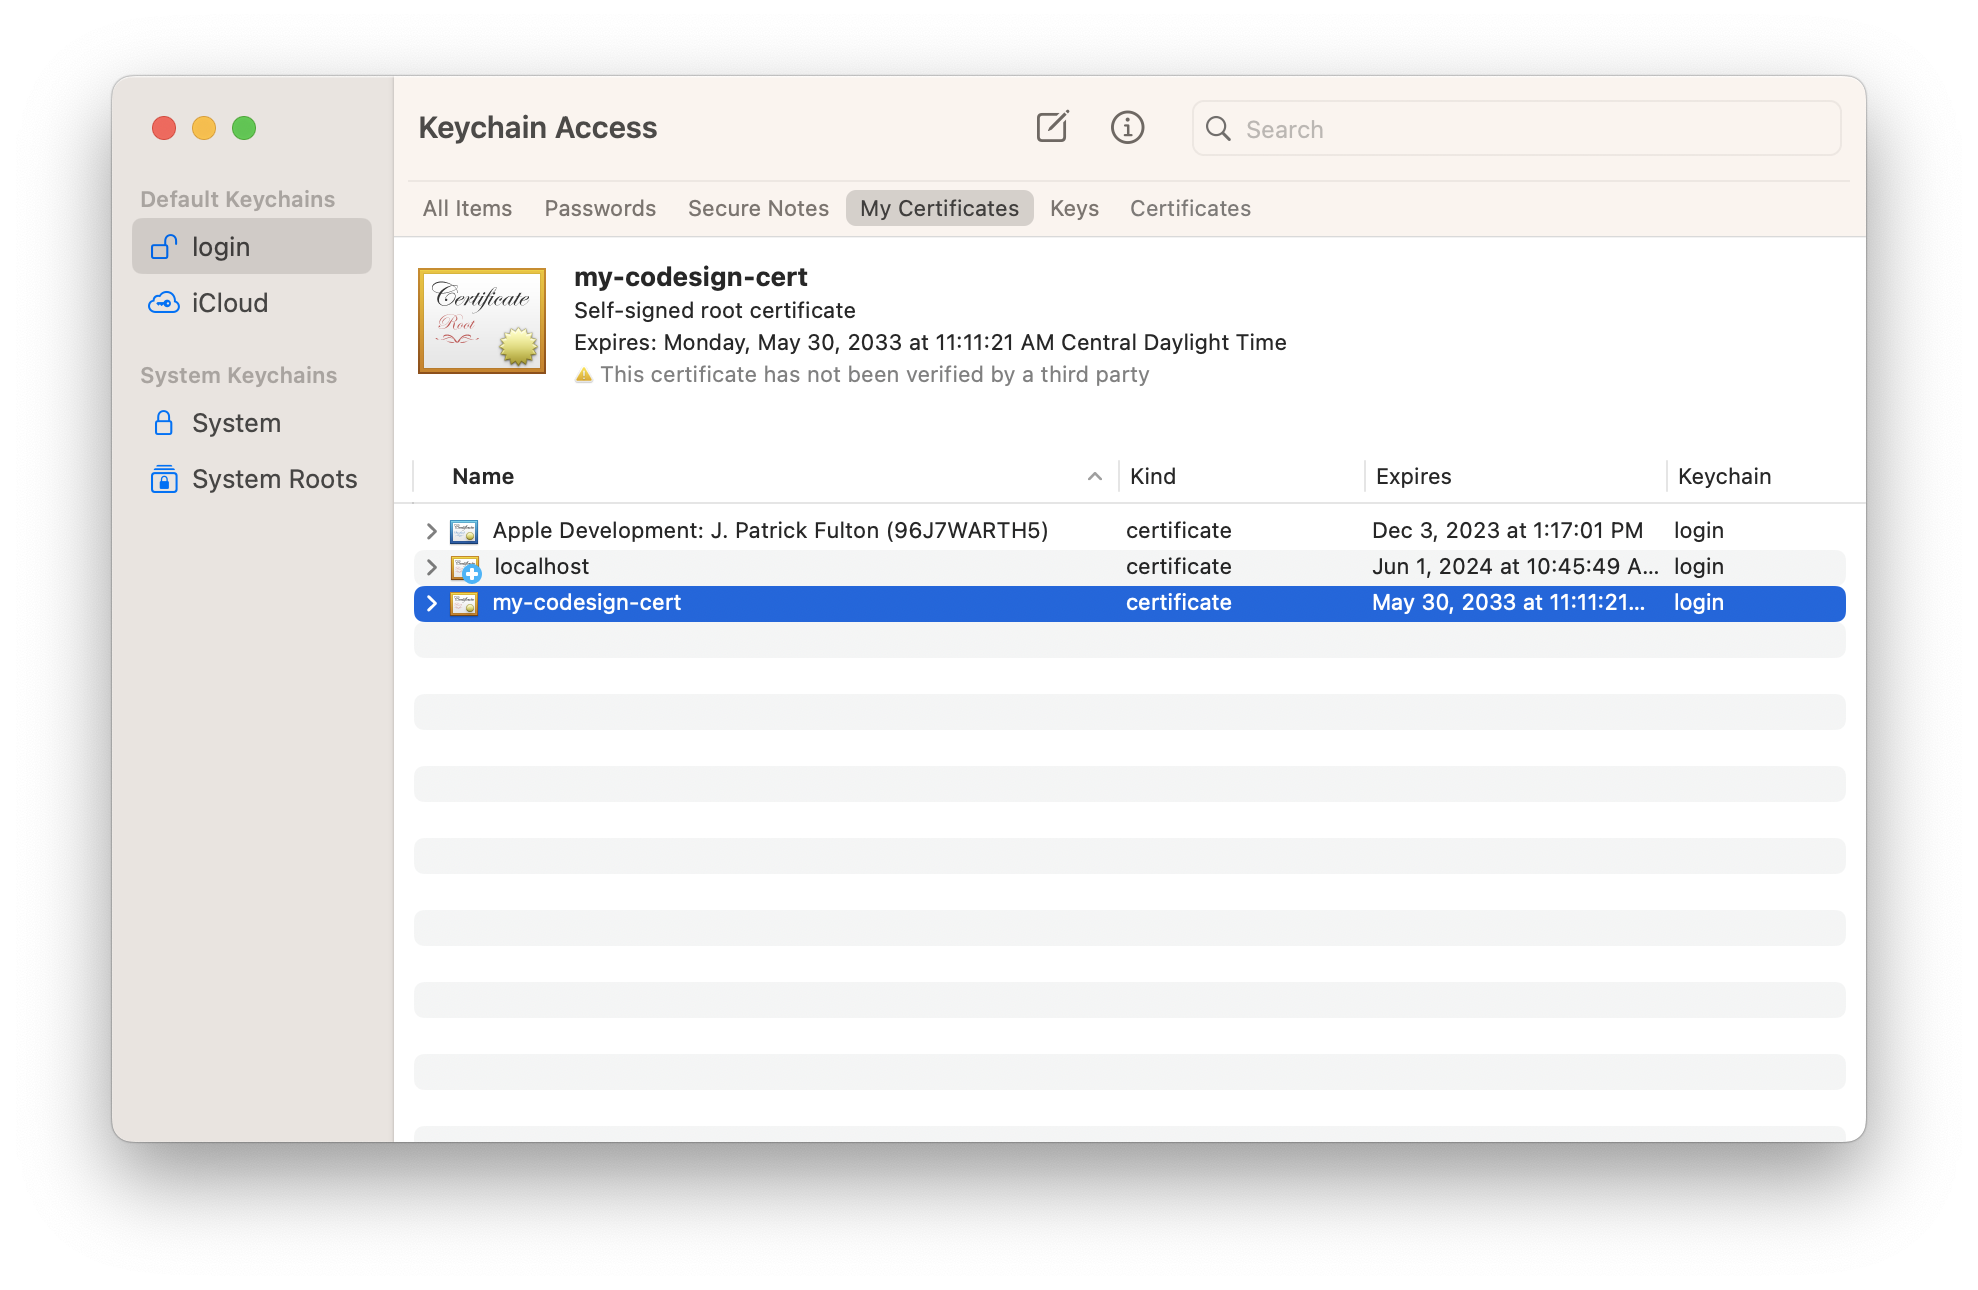 Keychain Access
Search
Default Keychains
login
iCloud
System Keychains
System
System Roots
All Items Passwords Secure Notes My Certificates Keys Certificates
Certificate
Root
my-codesign-cert
Self-signed root certificate
Expires: Monday, May 30, 2033 at 11:11:21 AM Central Daylight Time
This certificate has not been verified by a third party
Name Kind Expires Keychain
Apple Development: J. Patrick Fulton (96J7WARTH5) certificate Dec 3, 2023 at 1:17:01 PM login
localhost certificate Jun 1, 2024 at 10:45:49 A... login
my-codesign-cert certificate May 30, 2033 at 11:11:21... login